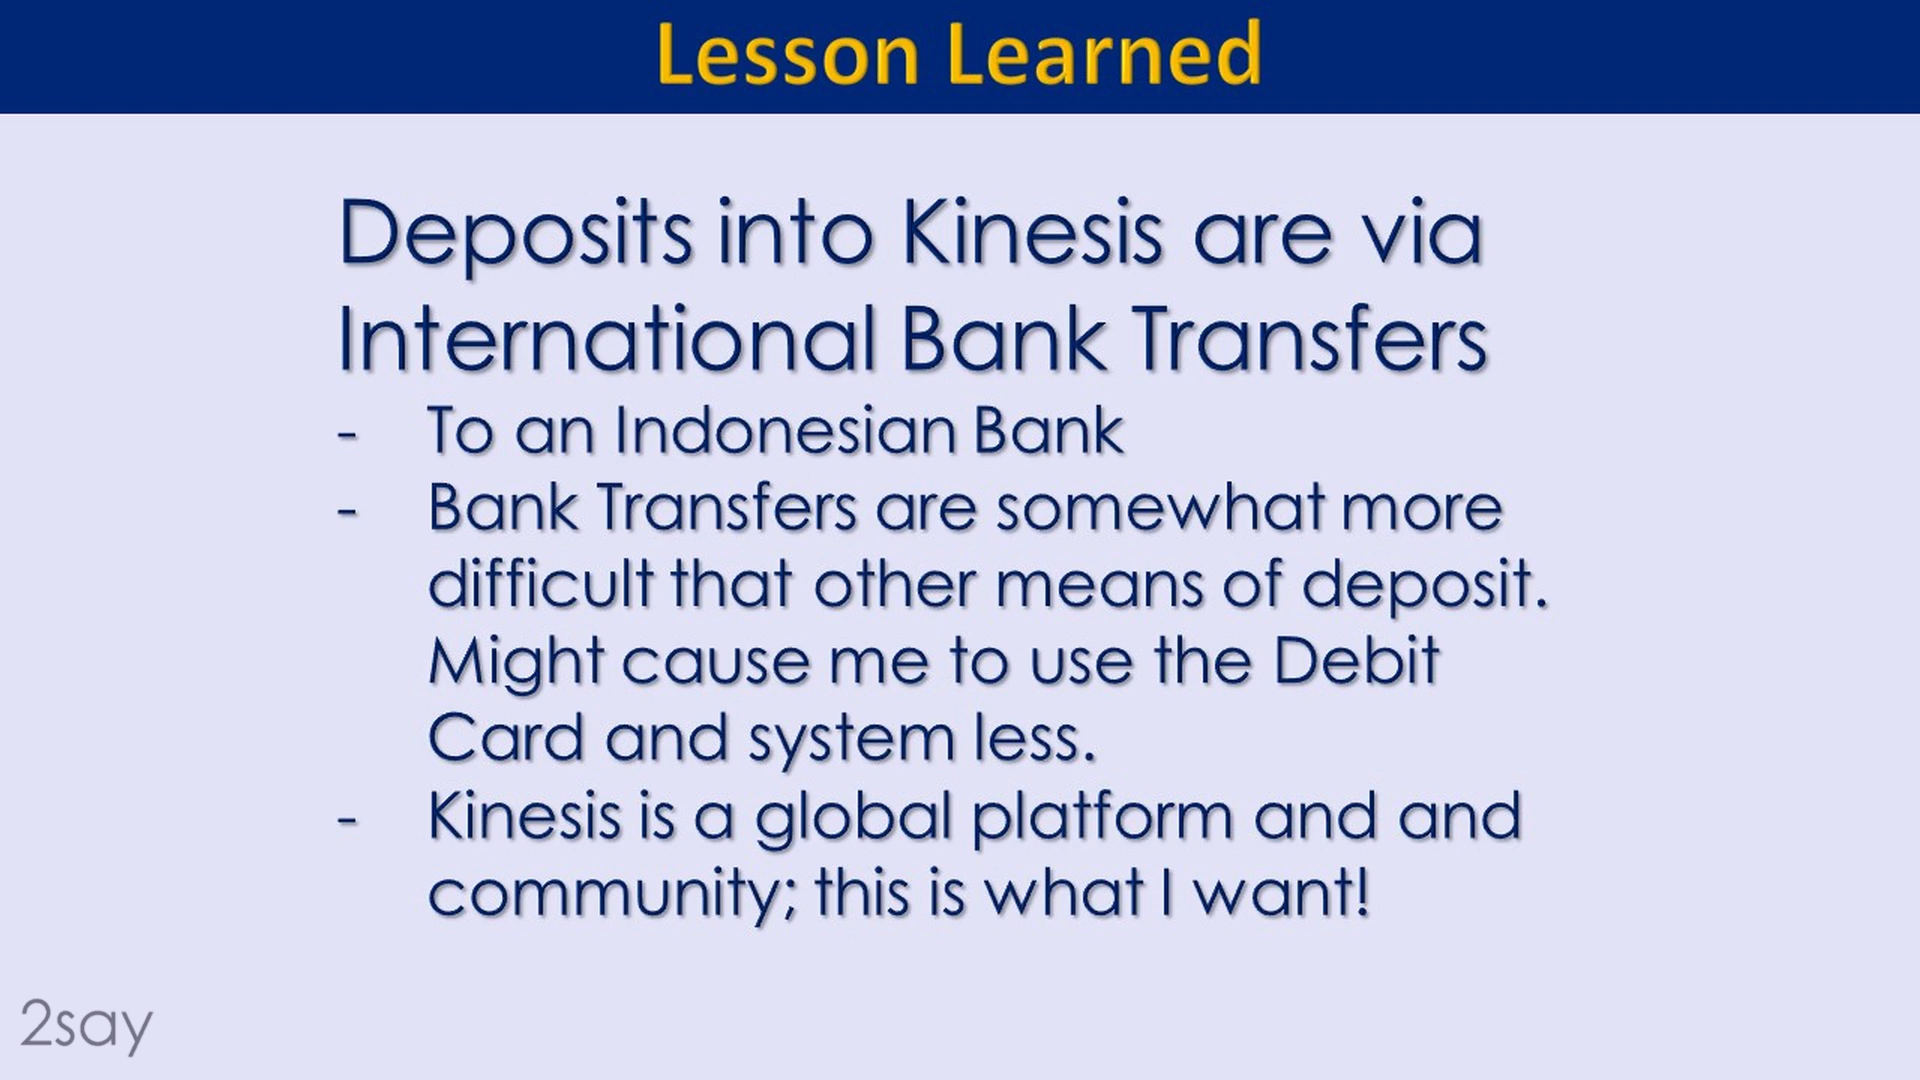 Lesson Learned
Deposits into Kinesis are via
International Bank Transfers
- To an Indonesian Bank
- Bank Transfers are somewhat more
difficult that other means of deposit.
Might cause me to use the Debit
Card and system less.
- Kinesis is a global platform and and
community; this is what I want!
2say